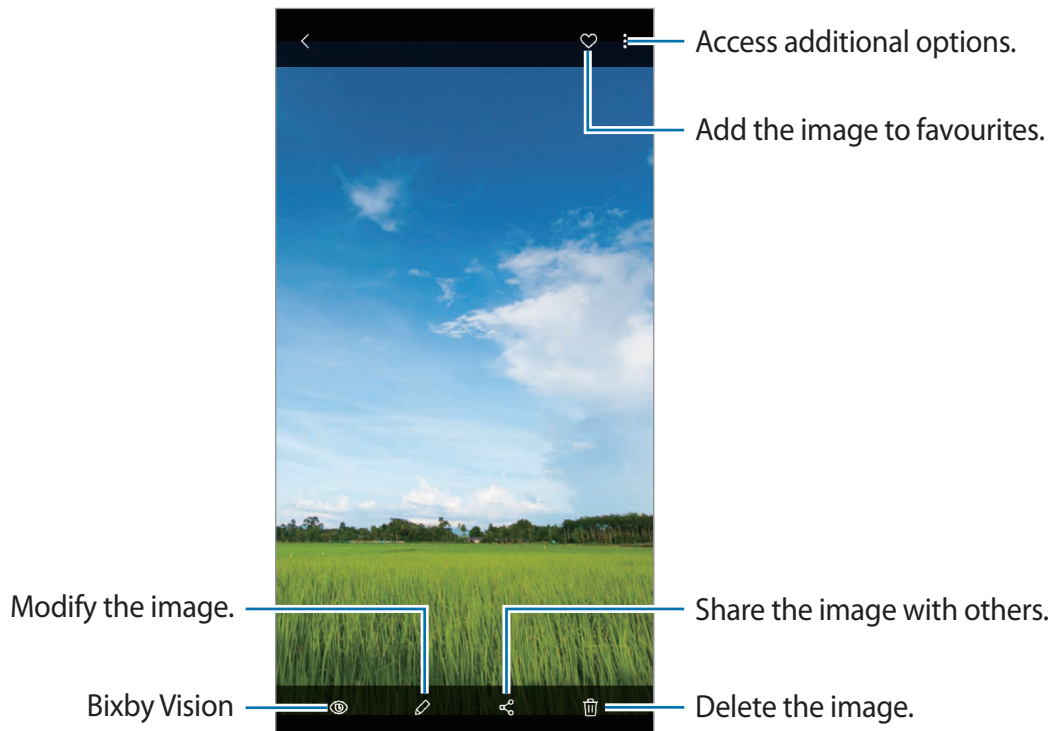 Access additional options.
Add the image to favourites.
Modify the image.
Share the image with others.
Bixby Vision
Delete the image.